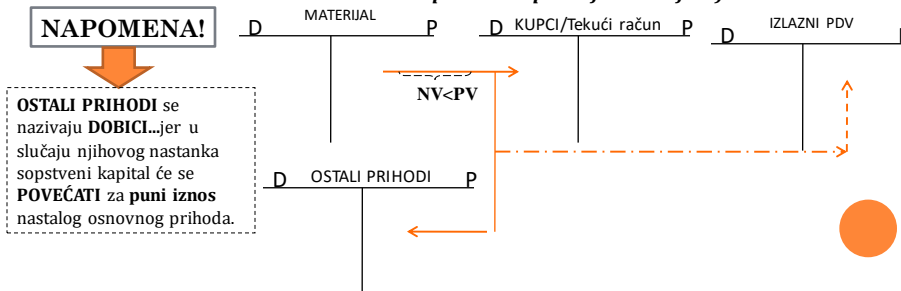 NAPOMENA!
D MATERIJAL P
D KUPCI/Tekući račun P
D IZLAZNI PDV
NV<PV
OSTALI PRIHODI se
nazivaju DOBICI...jer u
slučaju njihovog nastanka
sopstveni kapital će se
POVEĆATI za puni iznos
nastalog osnovnog prihoda.
D OSTALI PRIHODI P